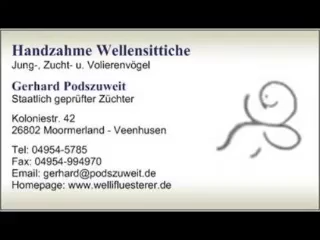 Handzahme Wellensittiche
Jung-, Zucht- u. Volierenvögel
Gerhard Podszuweit
Staatlich geprüfter Züchter
Koloniestr. 42
26802 Moormerland - Veenhusen
Tel: 04954-5785
Fax: 04954-994970
Email: gerhard@podszuweit.de
Homepage: www.wellifluesterer.de